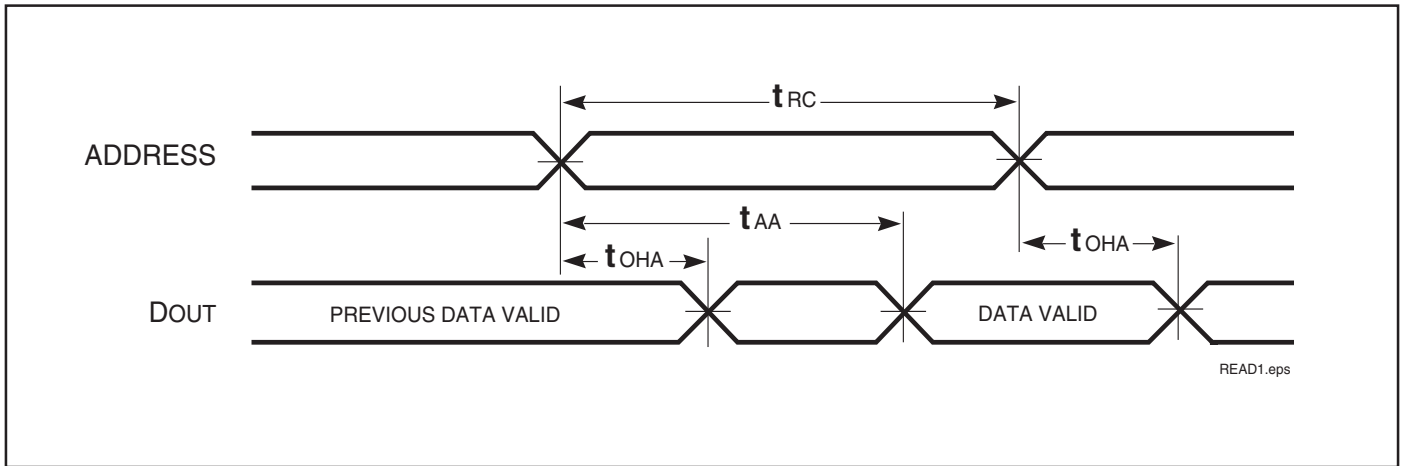 tRC
ADDRESS
tAA
tOHA
tOHA
DOUT
PREVIOUS DATA VALID
DATA VALID
READ1.eps